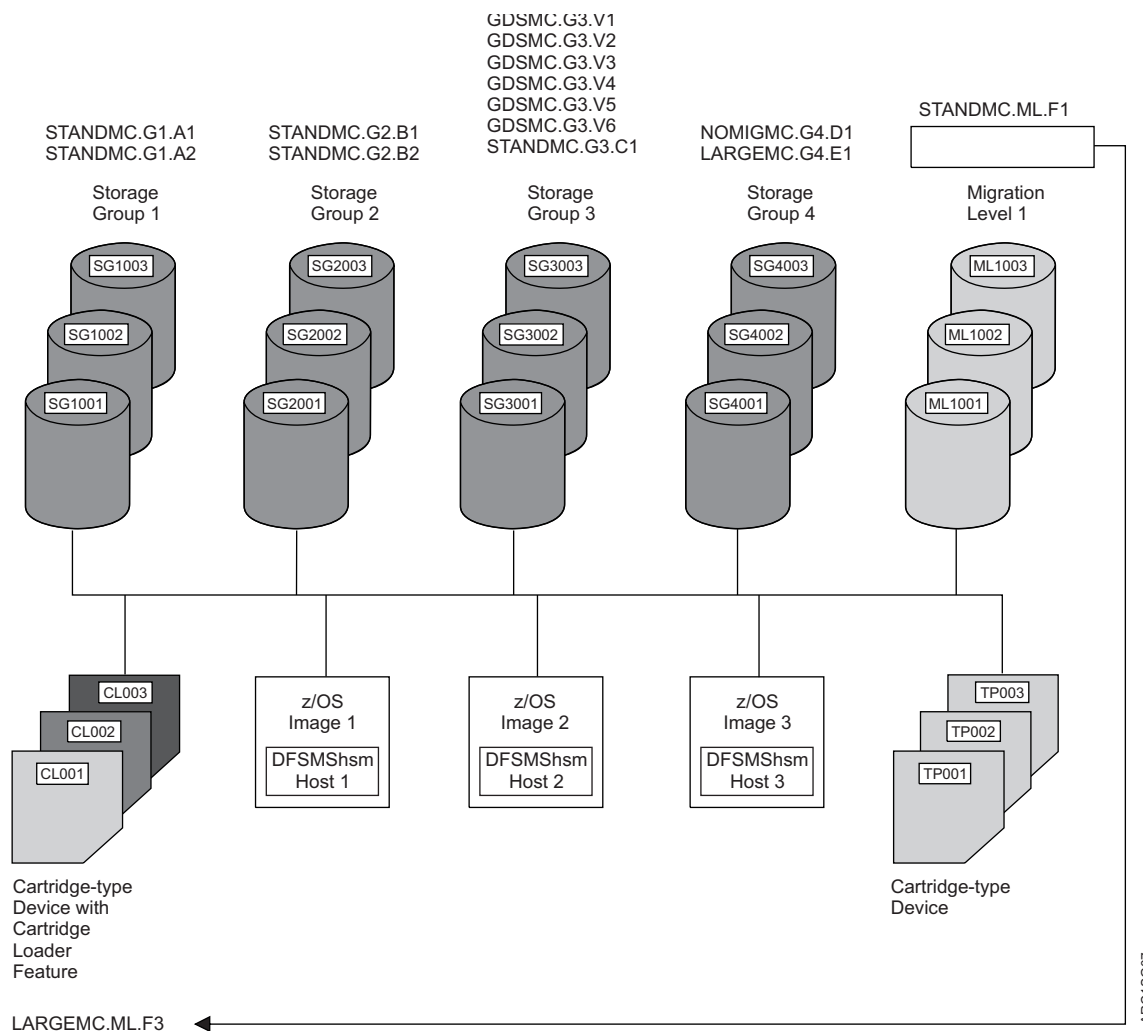 GDSMC.G3.V1
GDSMC.G3.V2
GDSMC.G3.V3
GDSMC.G3.V4
GDSMC.G3.V5
GDSMC.G3.V6
STANDMC.G3.C1
STANDMC.G1.A1
STANDMC.G1.A2
STANDMC.G2.B1
STANDMC.G2.B2
NOMIGMC.G4.D1
LARGEMC.G4.E1
STANDMC.ML.F1
Storage
Group 1
Storage
Group 2
Storage
Group 3
Storage
Group 4
Migration
Level 1
SG1003
SG1002
SG1001
SG2003
SG2002
SG2001
SG3003
SG3002
SG3001
SG4003
SG4002
SG4001
ML1003
ML1002
ML1001
CL003
CL002
CL001
z/OS
Image 1
DFSMShsm
Host 1
z/OS
Image 2
DFSMShsm
Host 2
z/OS
Image 3
DFSMShsm
Host 3
TP003
TP002
TP001
Cartridge-type
Device with
Cartridge
Loader
Feature
Cartridge-type
Device
LARGEMC.ML.F3